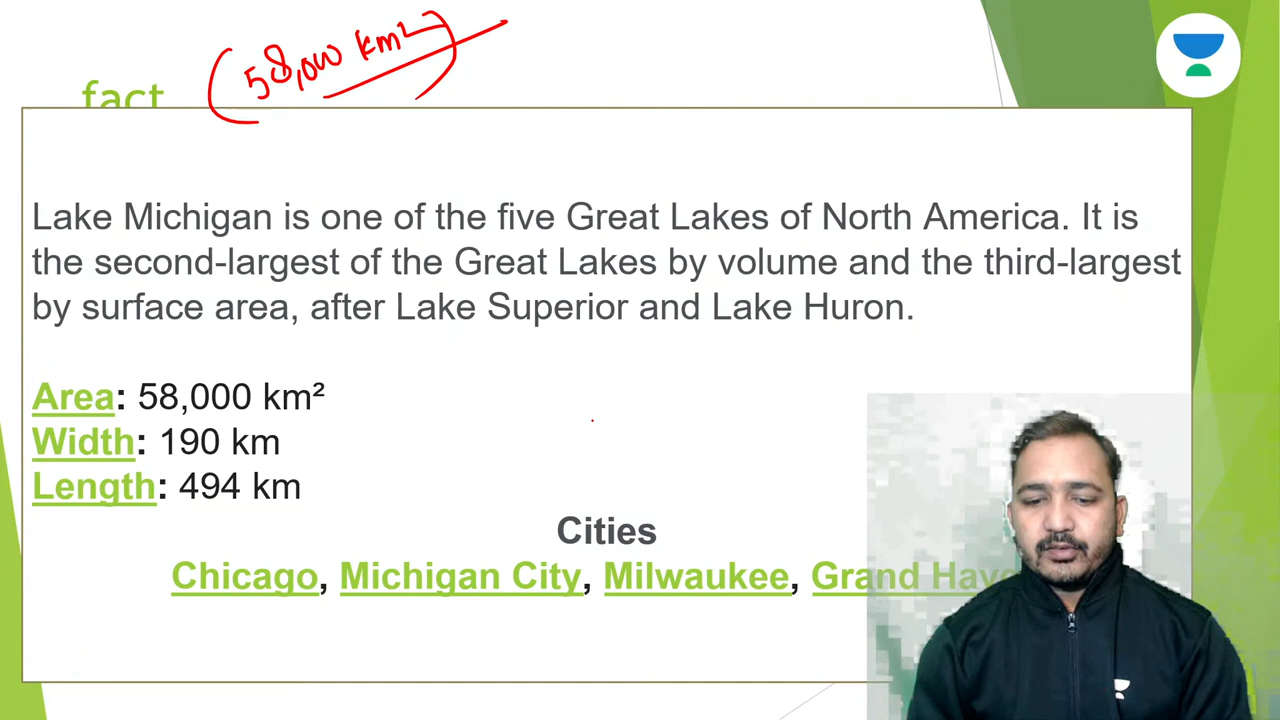 (58,000 km²)
fact
Lake Michigan is one of the five Great Lakes of North America. It is
the second-largest of the Great Lakes by volume and the third-largest
by surface area, after Lake Superior and Lake Huron.
Area: 58,000 km²
Width: 190 km
Length: 494 km
Cities
Chicago, Michigan City, Milwaukee, Grand